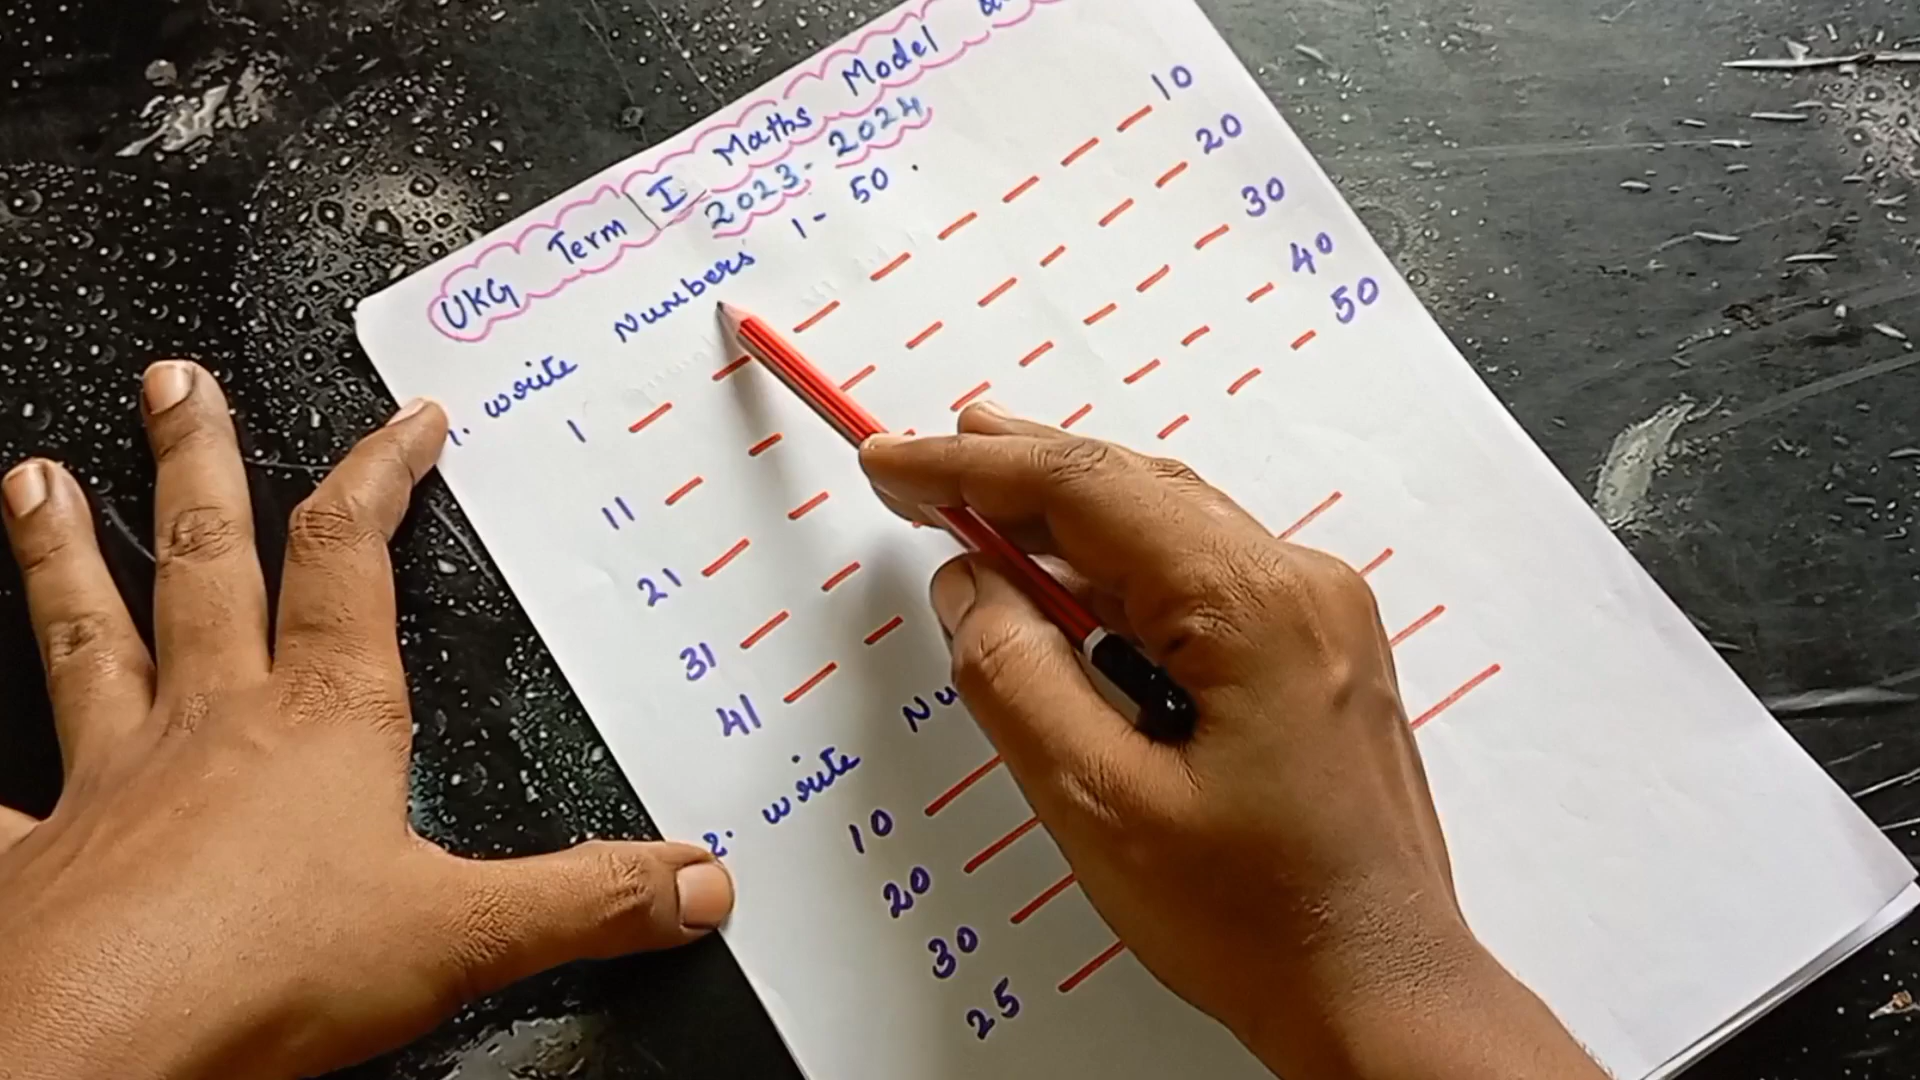 UKG Term I Maths Model
2023-2024
1. write Numbers 1-50.
1 — — — — — — — — 10
11 — — — — — — — — 20
21 — — — — — — — — 30
31 — — — — — — — — 40
41 — — — — — — — — 50
2. write
10
20
30
25